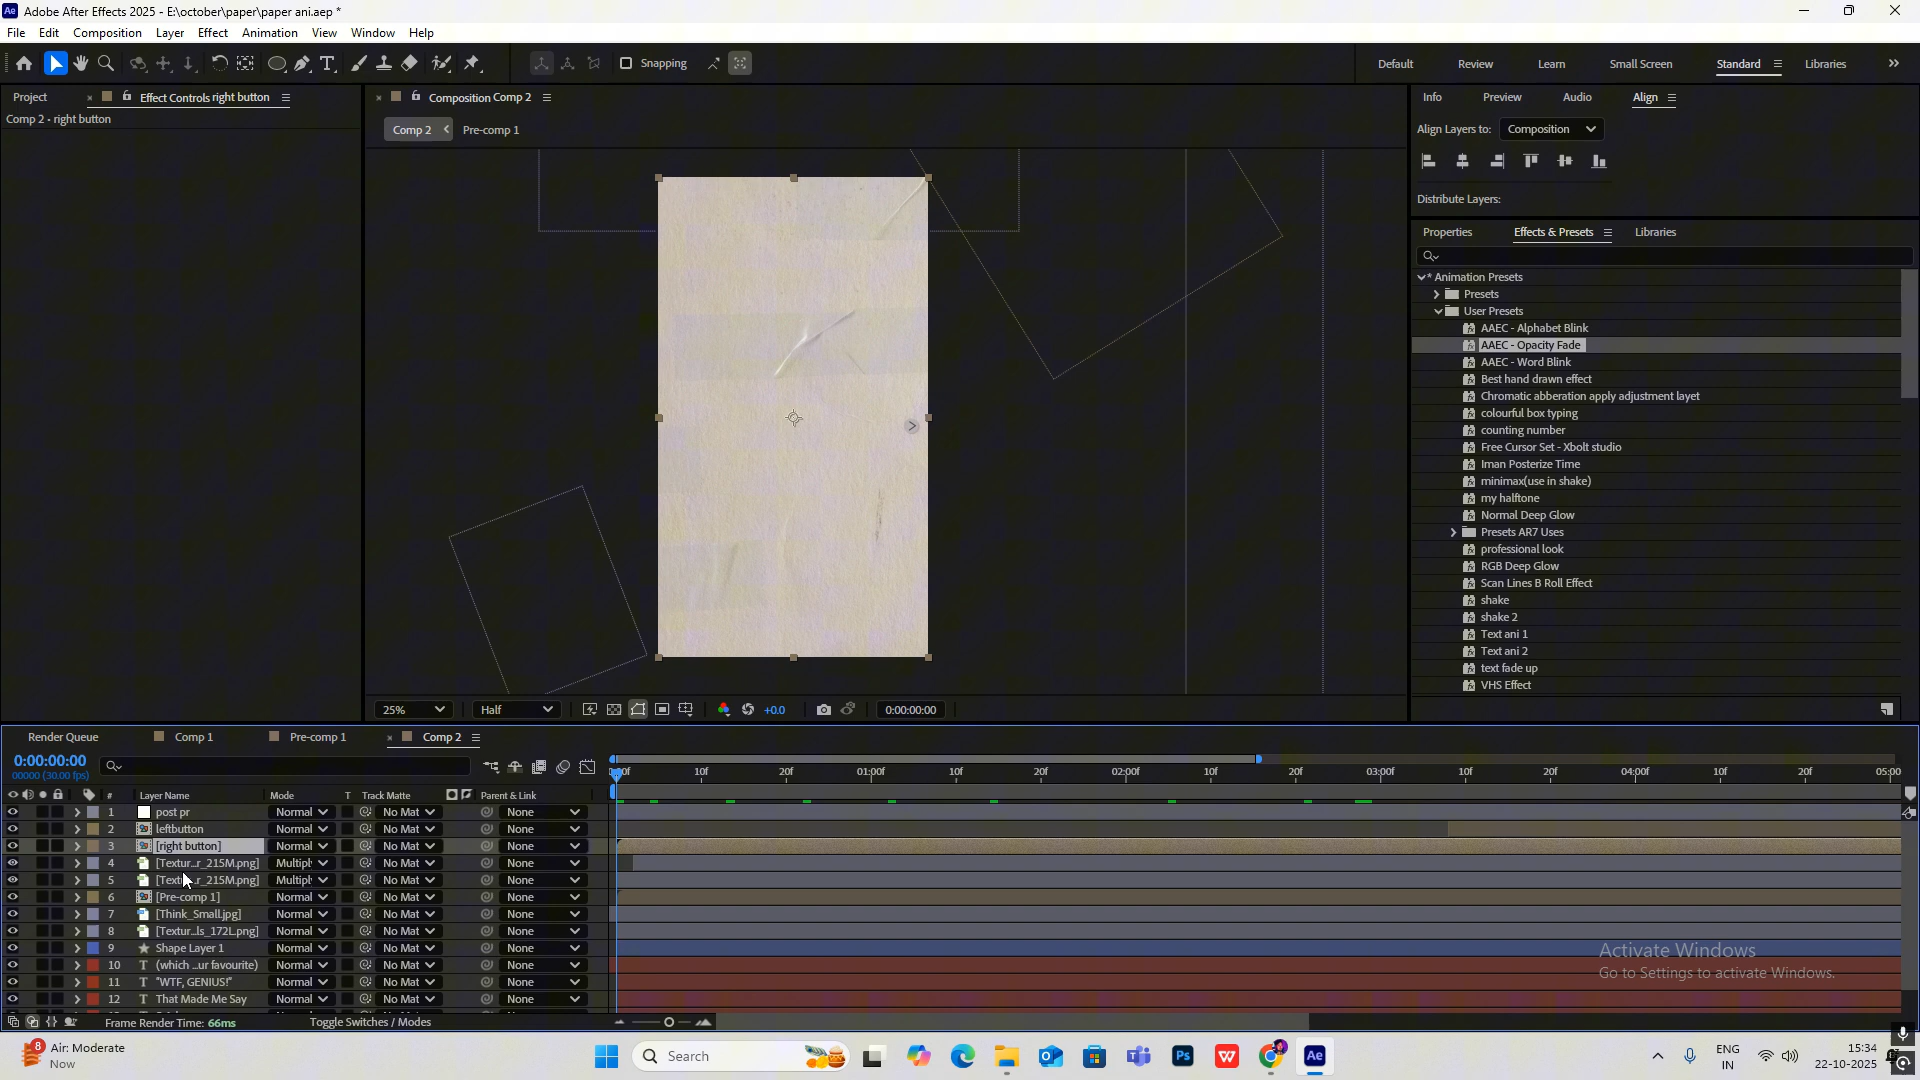 Adobe After Effects 2025 - E:\october\paper\paper ani.aep *
File Edit Composition Layer Effect Animation View Window Help
Snapping
Default Review Learn Small Screen Standard Libraries
Project Effect Controls right button
Comp 2 • right button
Composition Comp 2
Comp 2 Pre-comp 1
Info Preview Audio Align
Align Layers to: Composition
Distribute Layers:
Properties Effects & Presets Libraries
* Animation Presets
Presets
User Presets
AAEC - Alphabet Blink
AAEC - Opacity Fade
AAEC - Word Blink
Best hand drawn effect
Chromatic abberation apply adjustment layet
colourful box typing
counting number
Free Cursor Set - Xbolt studio
Iman Posterize Time
minimax(use in shake)
my halftone
Normal Deep Glow
Presets AR7 Uses
professional look
RGB Deep Glow
Scan Lines B Roll Effect
shake
shake 2
Text ani 1
Text ani 2
text fade up
VHS Effect
25% Half +0.0 0:00:00:00
Render Queue Comp 1 Pre-comp 1 Comp 2
0:00:00:00
00000 (30.00 fps)
10f 20f 01:00f 10f 20f 02:00f 10f 20f 03:00f 10f 20f 04:00f 10f 20f 05:00
# Layer Name Mode T Track Matte Parent & Link
1 post pr Normal No Mat None
2 leftbutton Normal No Mat None
3 [right button] Normal No Mat None
4 [Textur...r_215M.png] Multipl No Mat None
5 [Textu...r_215M.png] Multipl No Mat None
6 [Pre-comp 1] Normal No Mat None
7 [Think_Small.jpg] Normal No Mat None
8 [Textur...ls_172L.png] Normal No Mat None
9 Shape Layer 1 Normal No Mat None
10 (which ...ur favourite) Normal No Mat None
11 "WTF, GENIUS!" Normal No Mat None
12 That Made Me Say Normal No Mat None
Activate Windows
Go to Settings to activate Windows.
Frame Render Time: 66ms Toggle Switches / Modes
8 Air: Moderate
Now
Search
ENG
IN
15:34
22-10-2025